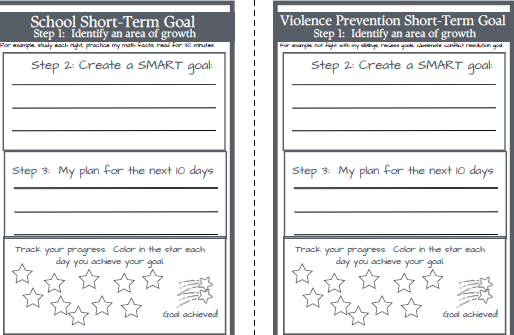 School Short-Term Goal
Step 1: Identify an area of growth
For example, study each night, practice my math facts, read for 30 minutes
Step 2: Create a SMART goal:
Step 3: My plan for the next 10 days
Track your progress. Color in the star each
day you achieve your goal.
Goal achieved!
Violence Prevention Short-Term Goal
Step 1: Identify an area of growth
For example, not fight with my siblings, recess goals, classmate conflict resolution goal
Step 2: Create a SMART goal:
Step 3: My plan for the next 10 days
Track your progress. Color in the star each
day you achieve your goal.
Goal achieved!